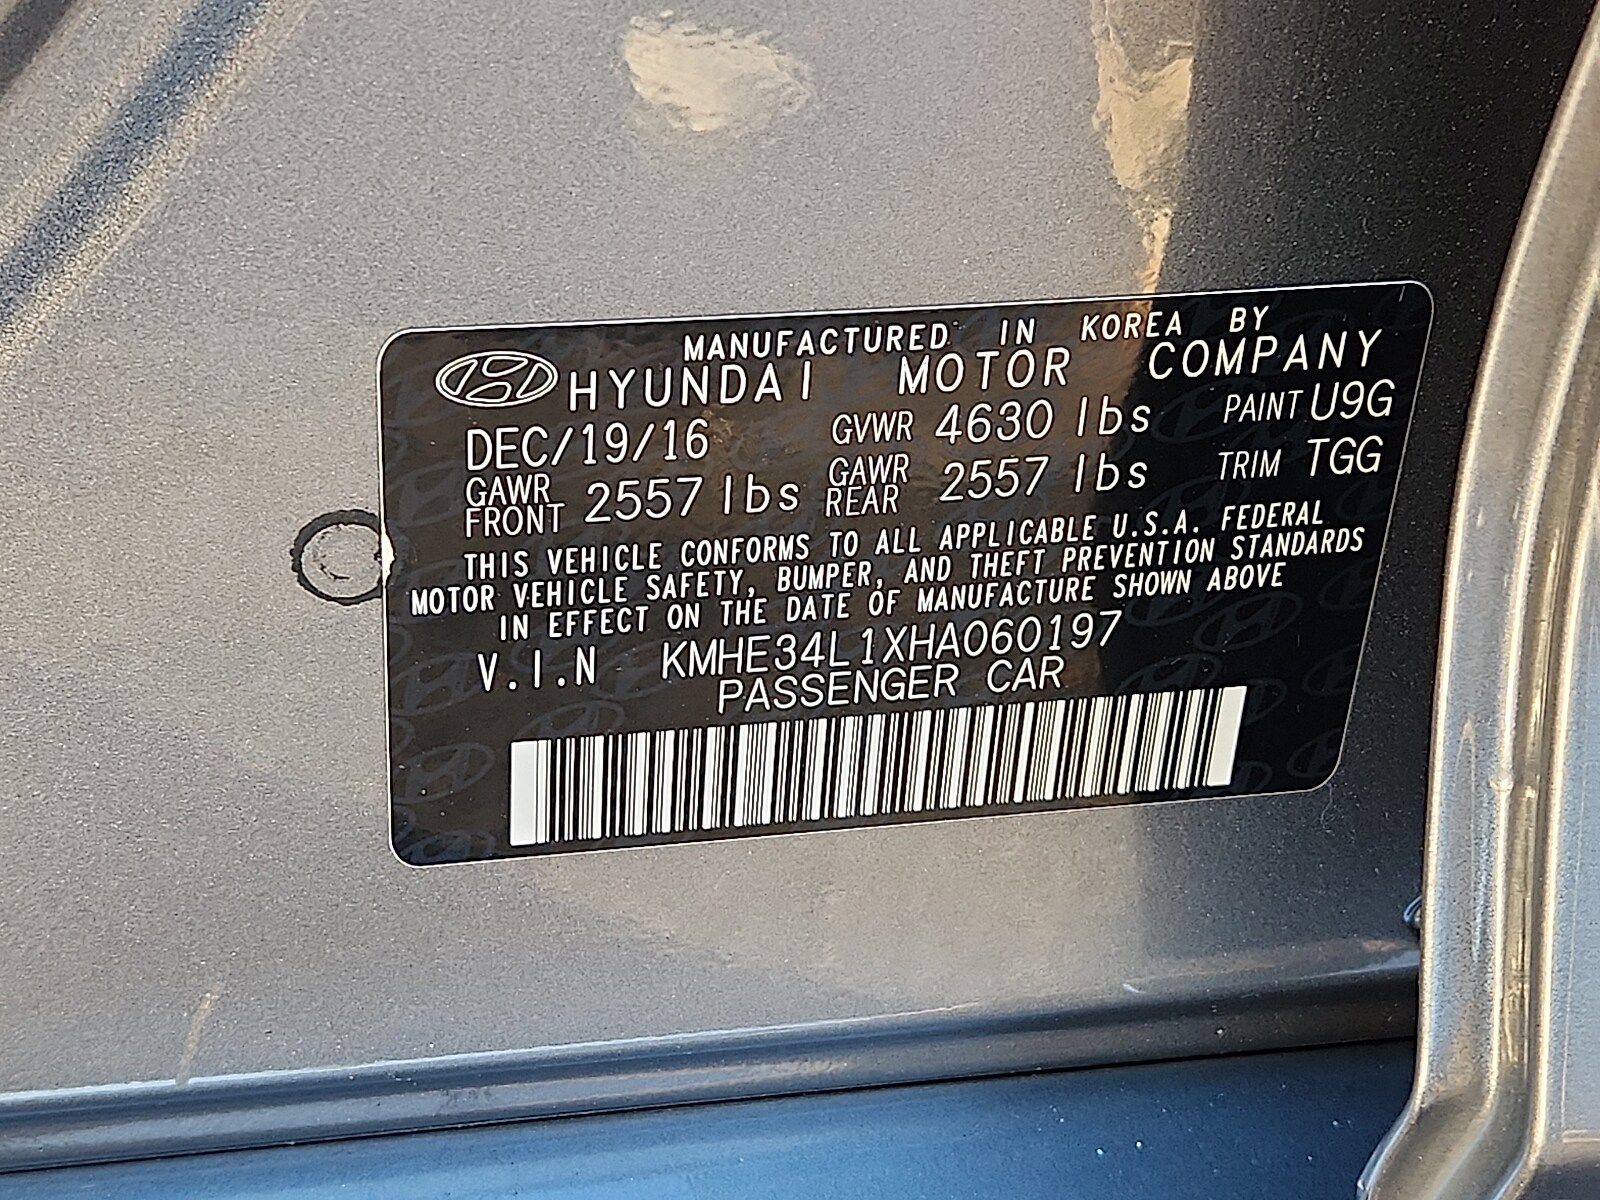 MANUFACTURED IN KOREA BY
HYUNDAI MOTOR COMPANY
DEC/19/16 GVWR 4630 lbs PAINT U9G
GAWR FRONT 2557 lbs GAWR REAR 2557 lbs TRIM TGG
THIS VEHICLE CONFORMS TO ALL APPLICABLE U.S.A. FEDERAL
MOTOR VEHICLE SAFETY, BUMPER, AND THEFT PREVENTION STANDARDS
IN EFFECT ON THE DATE OF MANUFACTURE SHOWN ABOVE
V.I.N KMHE34L1XHA060197
PASSENGER CAR